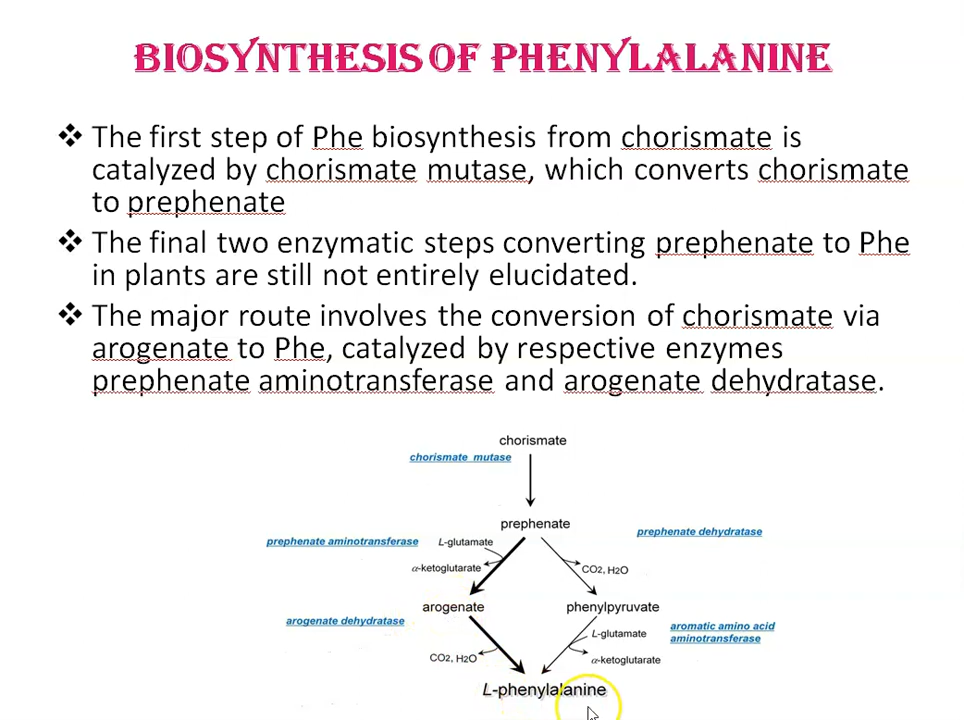 BIOSYNTHESIS OF PHENYLALANINE
❖ The first step of Phe biosynthesis from chorismate is
catalyzed by chorismate mutase, which converts chorismate
to prephenate
❖ The final two enzymatic steps converting prephenate to Phe
in plants are still not entirely elucidated.
❖ The major route involves the conversion of chorismate via
arogenate to Phe, catalyzed by respective enzymes
prephenate aminotransferase and arogenate dehydratase.
chorismate
chorismate mutase
prephenate
prephenate dehydratase
prephenate aminotransferase
L-glutamate
α-ketoglutarate
CO2, H2O
arogenate
phenylpyruvate
arogenate dehydratase
L-glutamate
aromatic amino acid
aminotransferase
CO2, H2O
α-ketoglutarate
L-phenylalanine